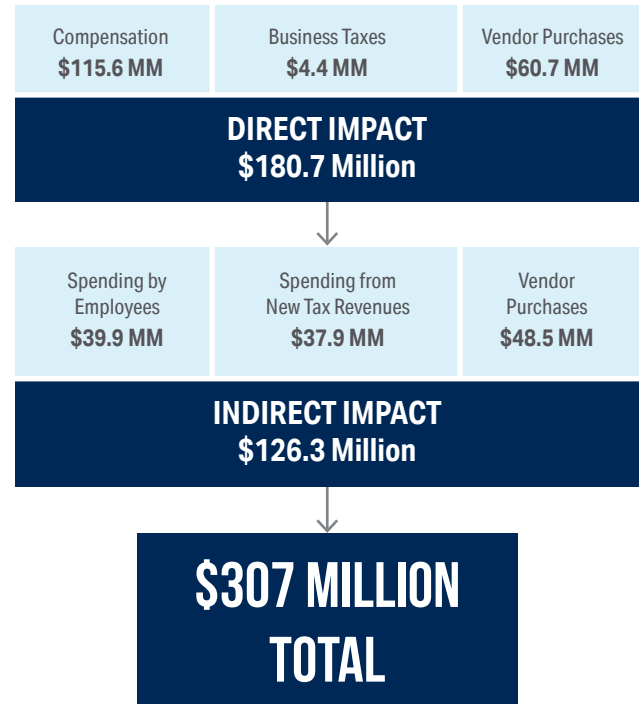 Compensation
$115.6 MM
Business Taxes
$4.4 MM
Vendor Purchases
$60.7 MM
DIRECT IMPACT
$180.7 Million
Spending by
Employees
$39.9 MM
Spending from
New Tax Revenues
$37.9 MM
Vendor
Purchases
$48.5 MM
INDIRECT IMPACT
$126.3 Million
$307 MILLION
TOTAL